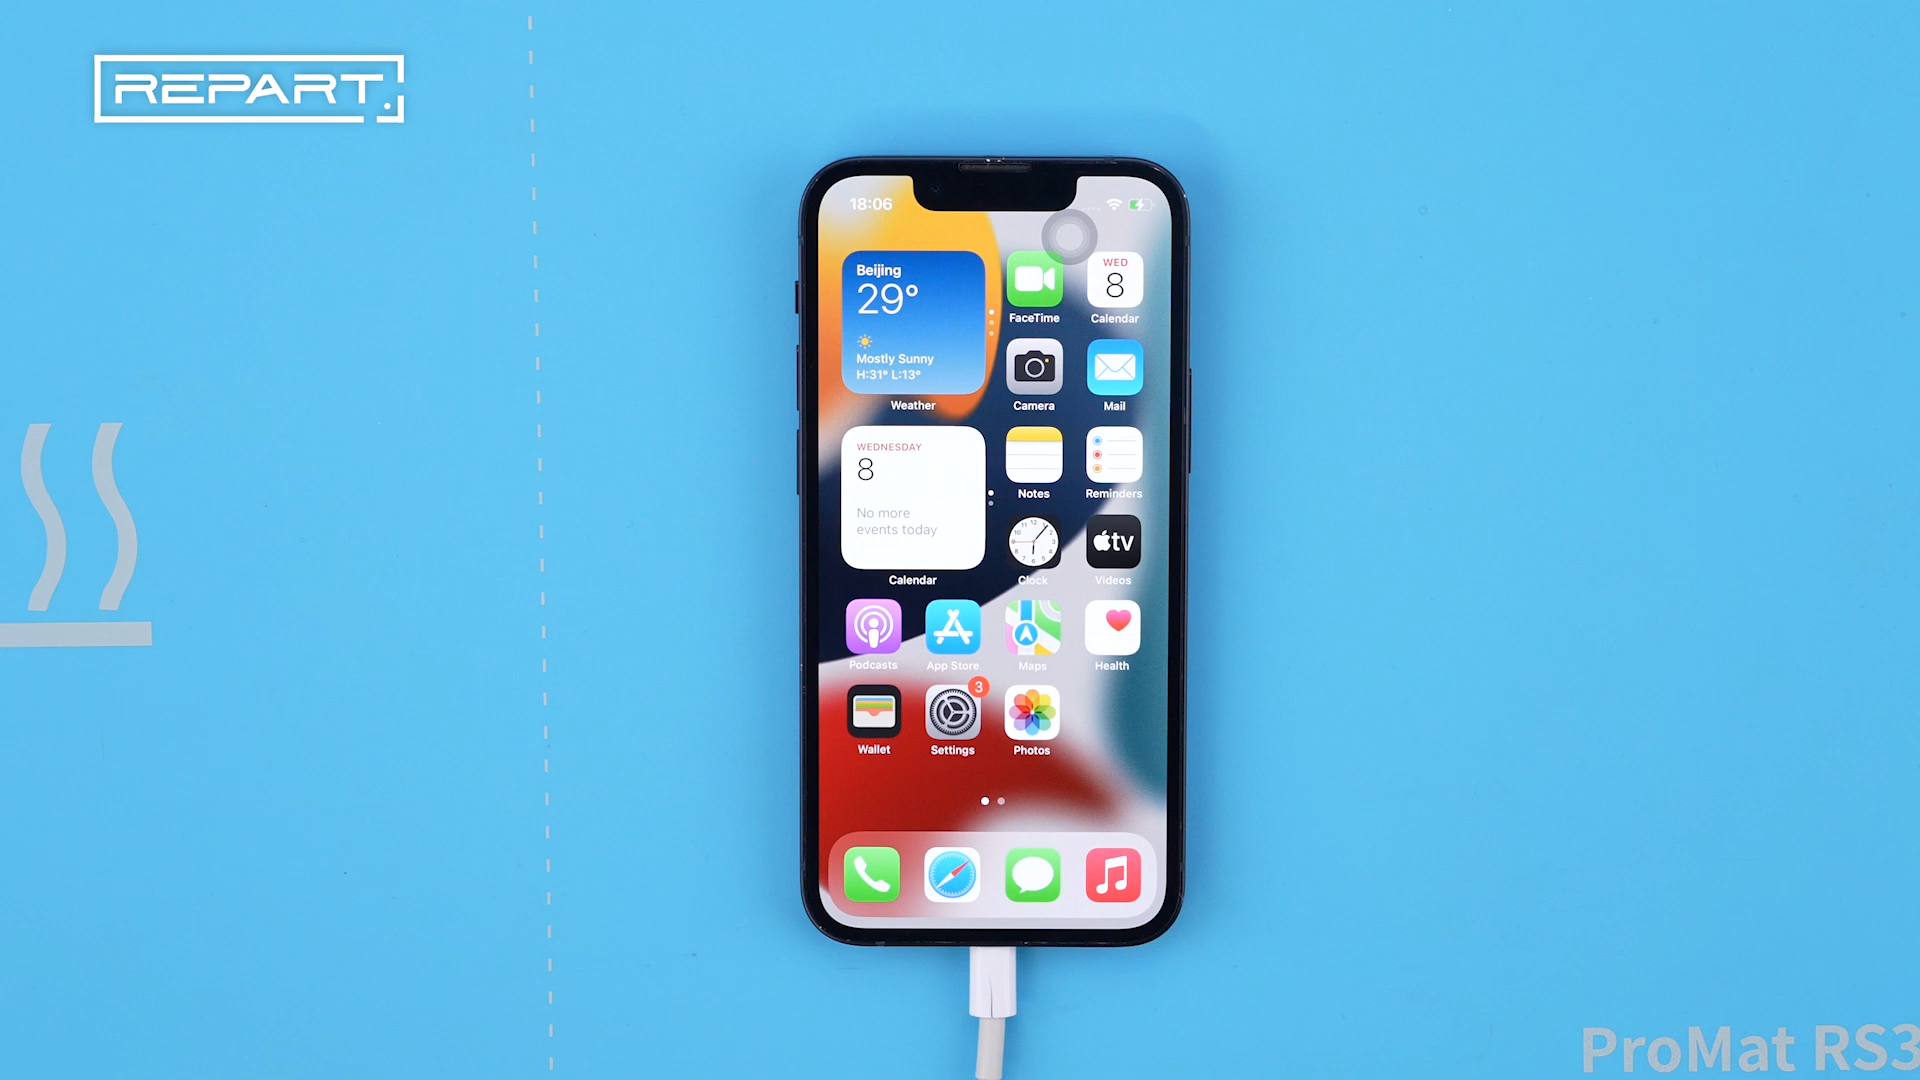 REPART.
18:06
Beijing
29°
Mostly Sunny
H:31° L:13°
Weather
FaceTime
WED
8
Calendar
Camera
Mail
WEDNESDAY
8
No more
events today
Calendar
Notes
Reminders
Clock
tv
Videos
Podcasts
App Store
Maps
Health
Wallet
3
Settings
Photos
ProMat RS3